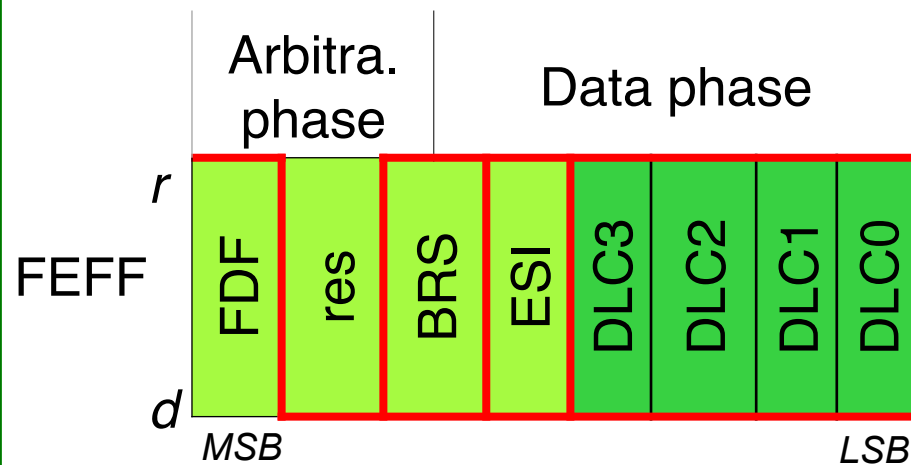 Arbitra.
phase
Data phase
r
FEFF
d
FDF
res
BRS
ESI
DLC3
DLC2
DLC1
DLC0
MSB
LSB